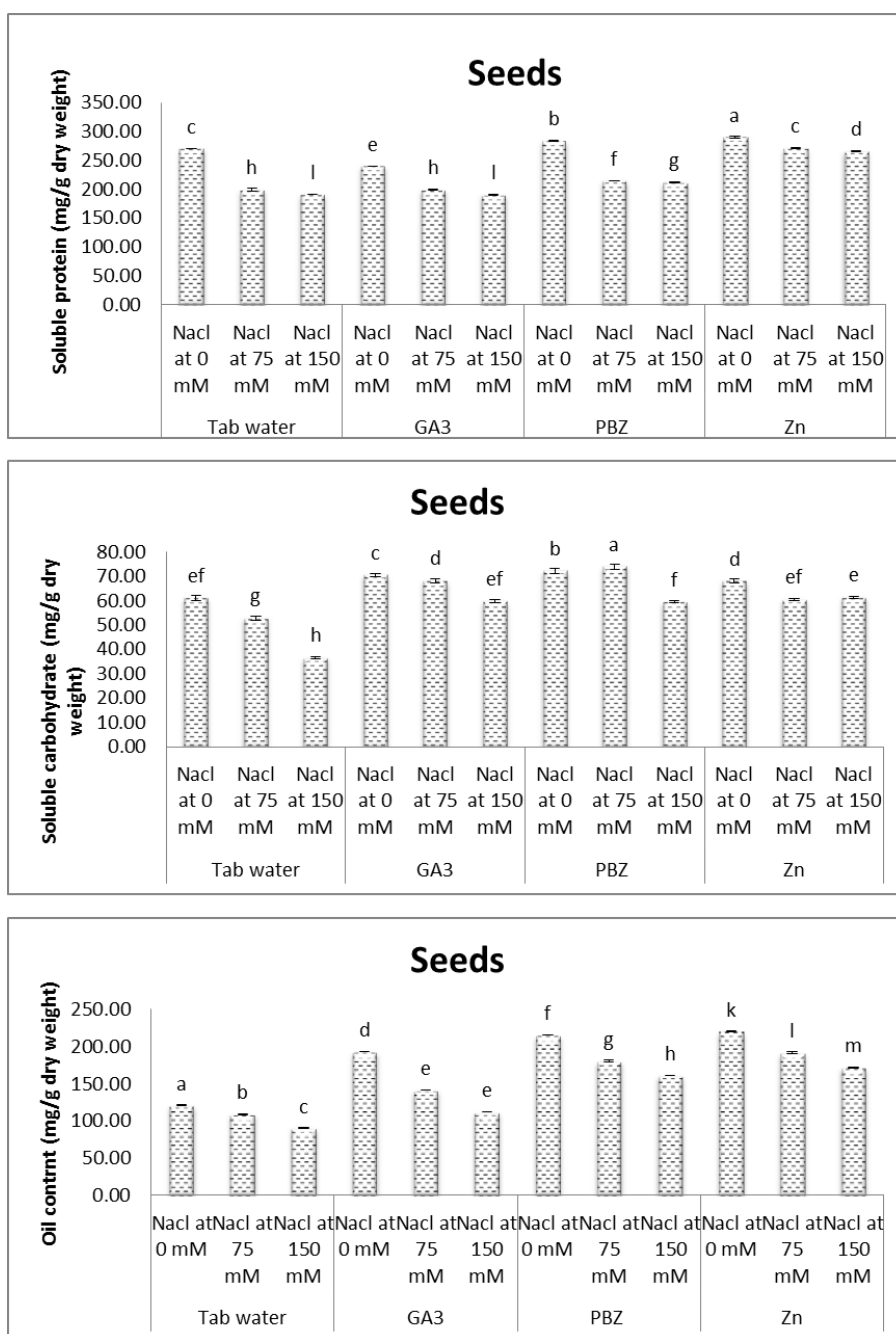 Seeds
Soluble protein (mg/g dry weight)
350.00
300.00
250.00
200.00
150.00
100.00
50.00
0.00
c h l e h l b f g a c d
Nacl Nacl Nacl Nacl Nacl Nacl Nacl Nacl Nacl Nacl Nacl Nacl
at 0 at 75 at 150 at 0 at 75 at 150 at 0 at 75 at 150 at 0 at 75 at 150
mM mM mM mM mM mM mM mM mM mM mM mM
Tab water GA3 PBZ Zn
Seeds
Soluble carbohydrate (mg/g dry
weight)
80.00
70.00
60.00
50.00
40.00
30.00
20.00
10.00
0.00
ef g h c d ef b a f d ef e
Nacl Nacl Nacl Nacl Nacl Nacl Nacl Nacl Nacl Nacl Nacl Nacl
at 0 at 75 at 150 at 0 at 75 at 150 at 0 at 75 at 150 at 0 at 75 at 150
mM mM mM mM mM mM mM mM mM mM mM mM
Tab water GA3 PBZ Zn
Seeds
Oil contrnt (mg/g dry weight)
250.00
200.00
150.00
100.00
50.00
0.00
a b c d e e f g h k l m
Nacl at Nacl at Nacl at Nacl at Nacl at Nacl at Nacl at Nacl at Nacl at Nacl at Nacl at Nacl at
0 mM 75 150 0 mM 75 150 0 mM 75 150 0 mM 75 150
mM mM mM mM mM mM mM mM
Tab water GA3 PBZ Zn